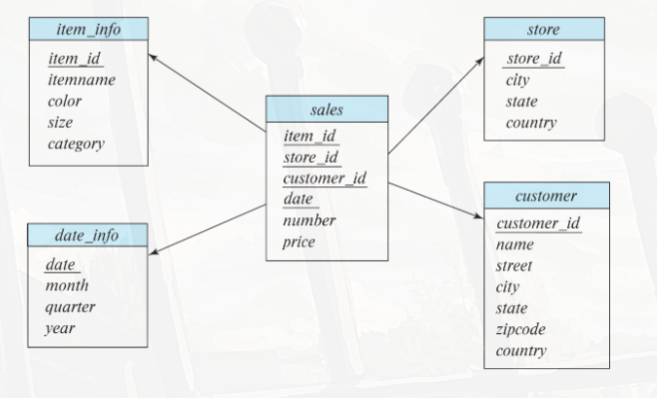 item_info
item_id
itemname
color
size
category
store
store_id
city
state
country
sales
item_id
store_id
customer_id
date
number
price
date_info
date
month
quarter
year
customer
customer_id
name
street
city
state
zipcode
country